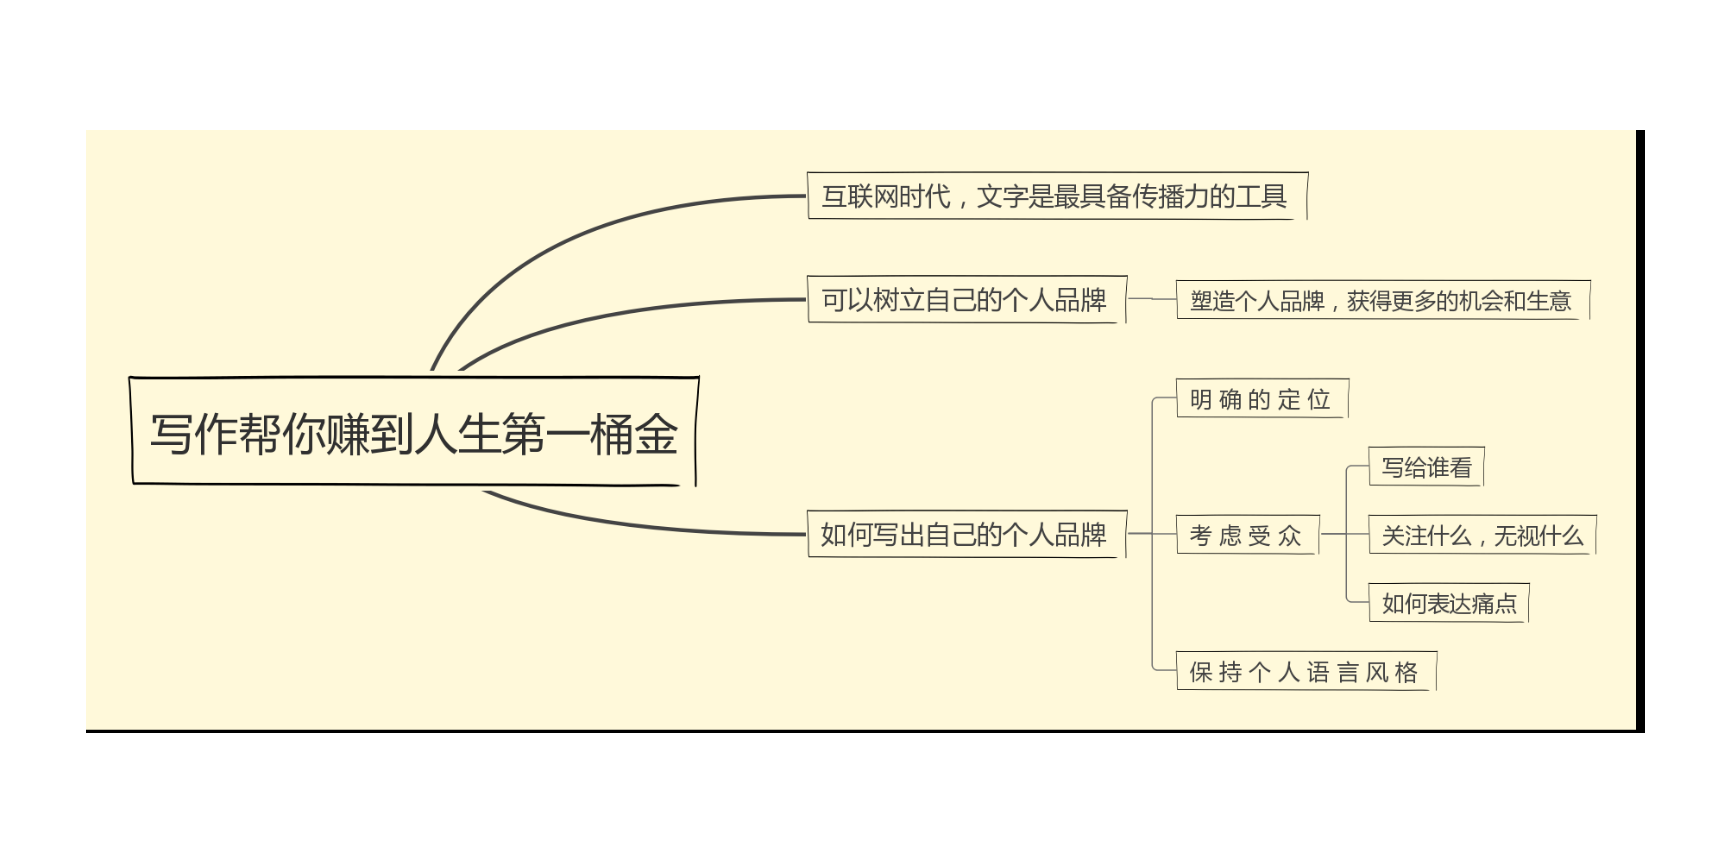 互联网时代，文字是最具备传播力的工具
可以树立自己的个人品牌
塑造个人品牌，获得更多的机会和生意
写作帮你赚到人生第一桶金
如何写出自己的个人品牌
明确的定位
考虑受众
写给谁看
关注什么，无视什么
如何表达痛点
保持个人语言风格